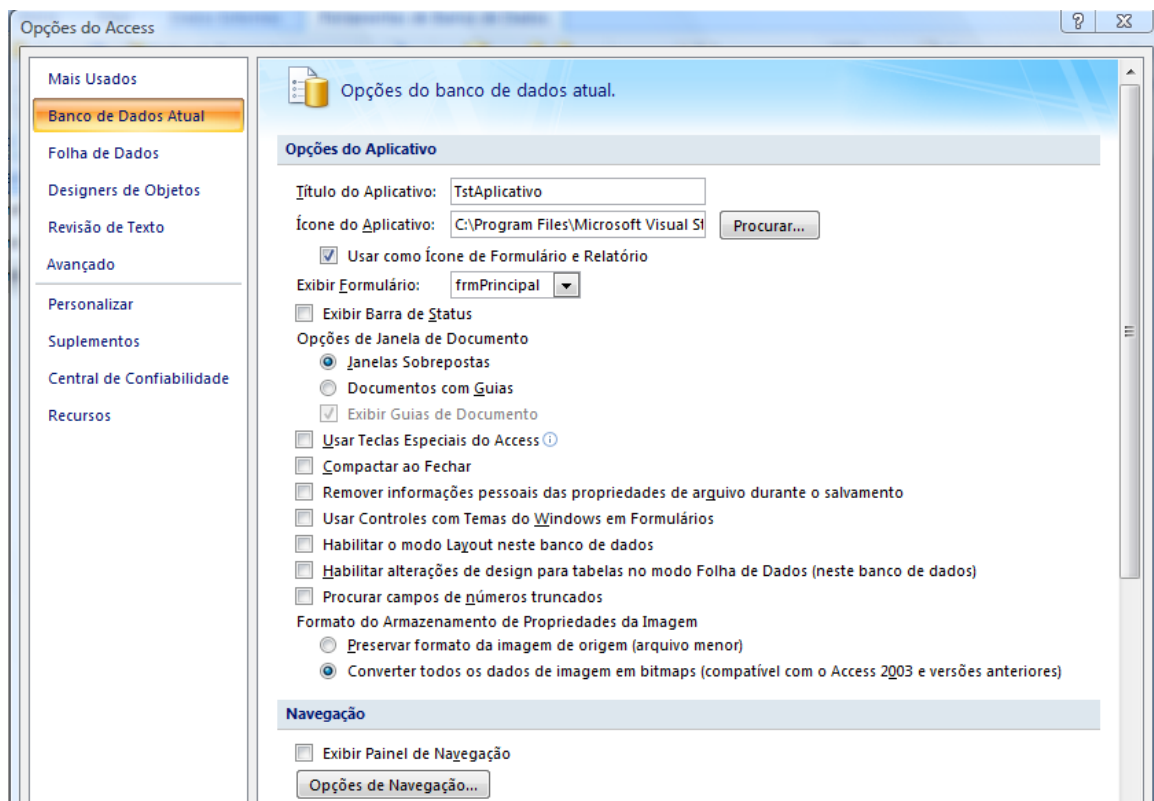 Opções do Access
Mais Usados
Banco de Dados Atual
Folha de Dados
Designers de Objetos
Revisão de Texto
Avançado
Personalizar
Suplementos
Central de Confiabilidade
Recursos
Opções do banco de dados atual.
Opções do Aplicativo
Título do Aplicativo: TstAplicativo
Ícone do Aplicativo: C:\Program Files\Microsoft Visual St Procurar...
Usar como Ícone de Formulário e Relatório
Exibir Formulário: frmPrincipal
Exibir Barra de Status
Opções de Janela de Documento
Janelas Sobrepostas
Documentos com Guias
Exibir Guias de Documento
Usar Teclas Especiais do Access
Compactar ao Fechar
Remover informações pessoais das propriedades de arquivo durante o salvamento
Usar Controles com Temas do Windows em Formulários
Habilitar o modo Layout neste banco de dados
Habilitar alterações de design para tabelas no modo Folha de Dados (neste banco de dados)
Procurar campos de números truncados
Formato do Armazenamento de Propriedades da Imagem
Preservar formato da imagem de origem (arquivo menor)
Converter todos os dados de imagem em bitmaps (compatível com o Access 2003 e versões anteriores)
Navegação
Exibir Painel de Navegação
Opções de Navegação...